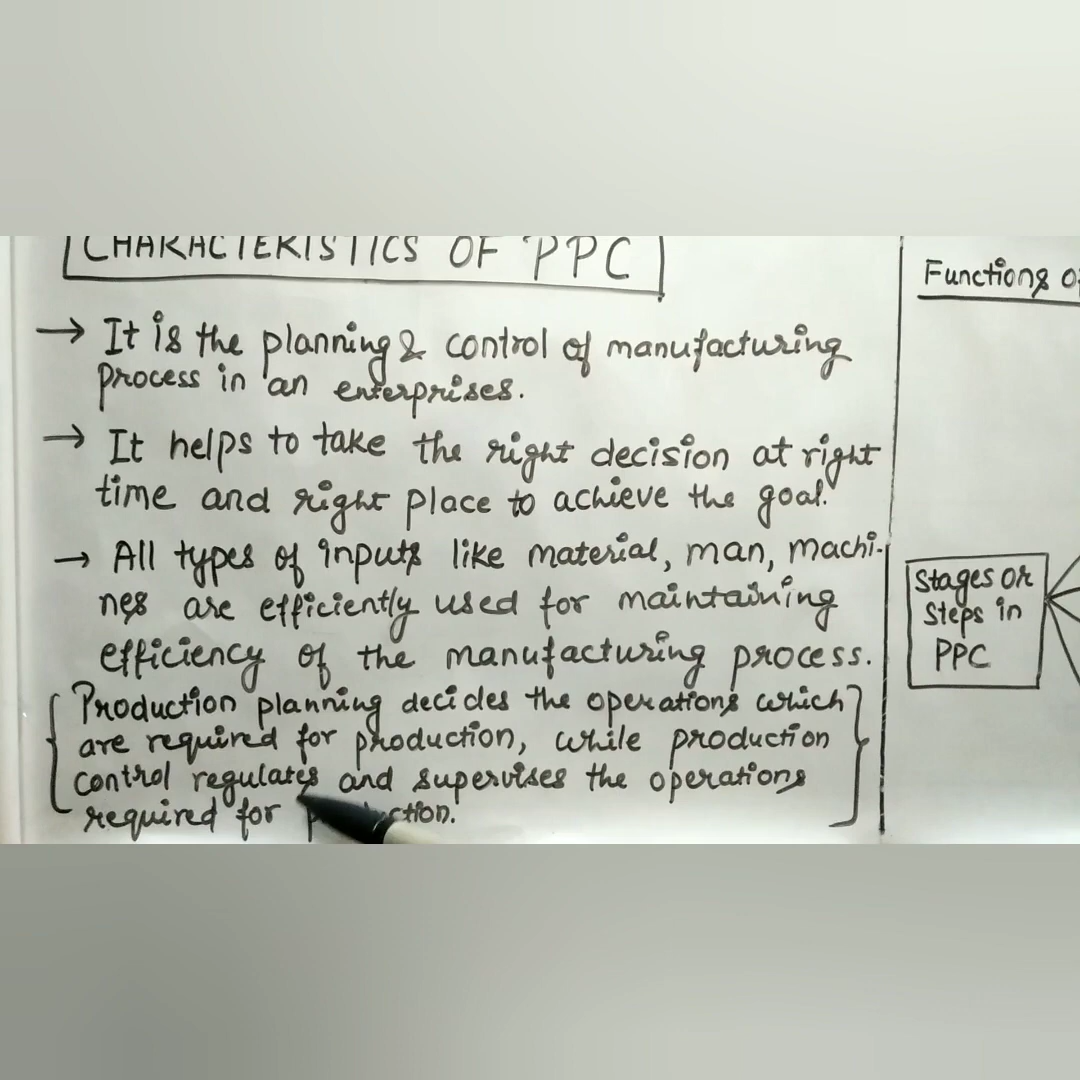 CHARACTERISTICS OF PPC
→ It is the planning & control of manufacturing
process in an enterprises.
→ It helps to take the right decision at right
time and right place to achieve the goal.
→ All types of inputs like material, man, machi-
nes are efficiently used for maintaining
efficiency of the manufacturing process.
Production planning decides the operations which
are required for production, while production
control regulates and supervises the operations
required for p ction.
Functions of
Stages or
Steps in
PPC